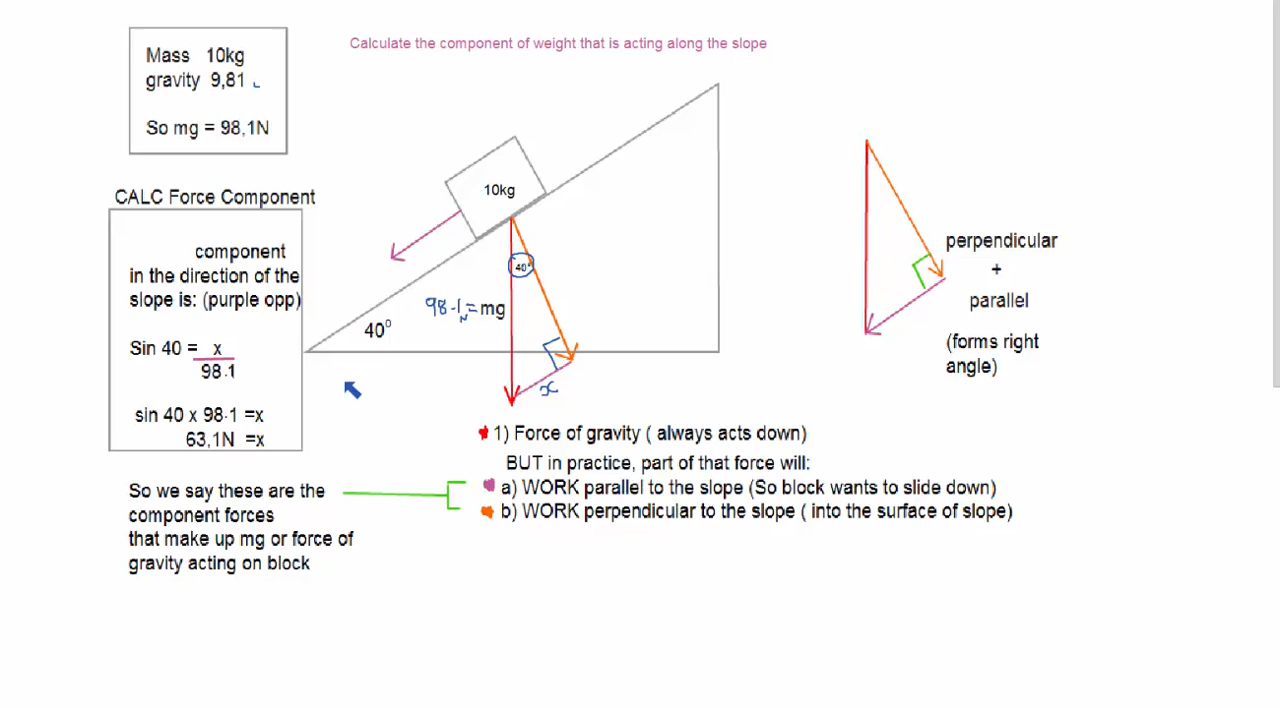 Calculate the component of weight that is acting along the slope
Mass 10kg
gravity 9,81
So mg = 98,1N
CALC Force Component
component
in the direction of the
slope is: (purple opp)
Sin 40 = x
98·1
sin 40 x 98·1 =x
63,1N =x
10kg
40°
98·1N = mg
40°
x
perpendicular
+
parallel
(forms right
angle)
1) Force of gravity ( always acts down)
BUT in practice, part of that force will:
a) WORK parallel to the slope (So block wants to slide down)
b) WORK perpendicular to the slope ( into the surface of slope)
So we say these are the
component forces
that make up mg or force of
gravity acting on block